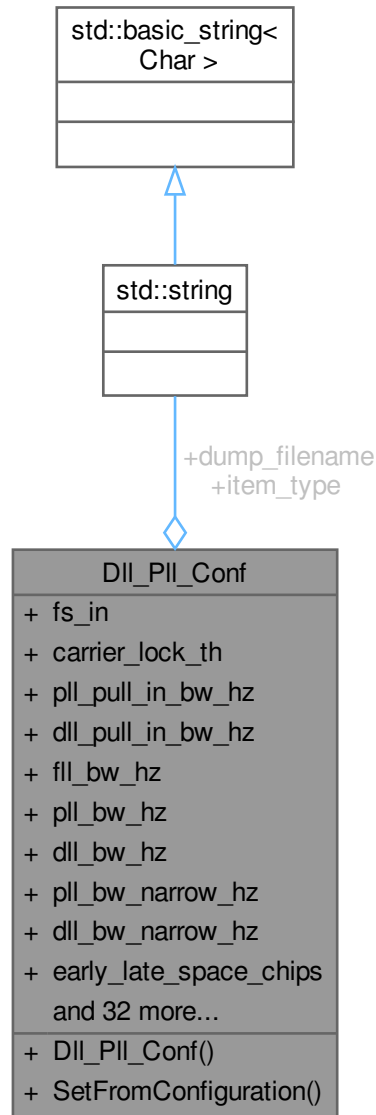 std::basic_string<
Char >
std::string
+dump_filename
+item_type
Dll_Pll_Conf
+ fs_in
+ carrier_lock_th
+ pll_pull_in_bw_hz
+ dll_pull_in_bw_hz
+ fll_bw_hz
+ pll_bw_hz
+ dll_bw_hz
+ pll_bw_narrow_hz
+ dll_bw_narrow_hz
+ early_late_space_chips
and 32 more...
+ Dll_Pll_Conf()
+ SetFromConfiguration()